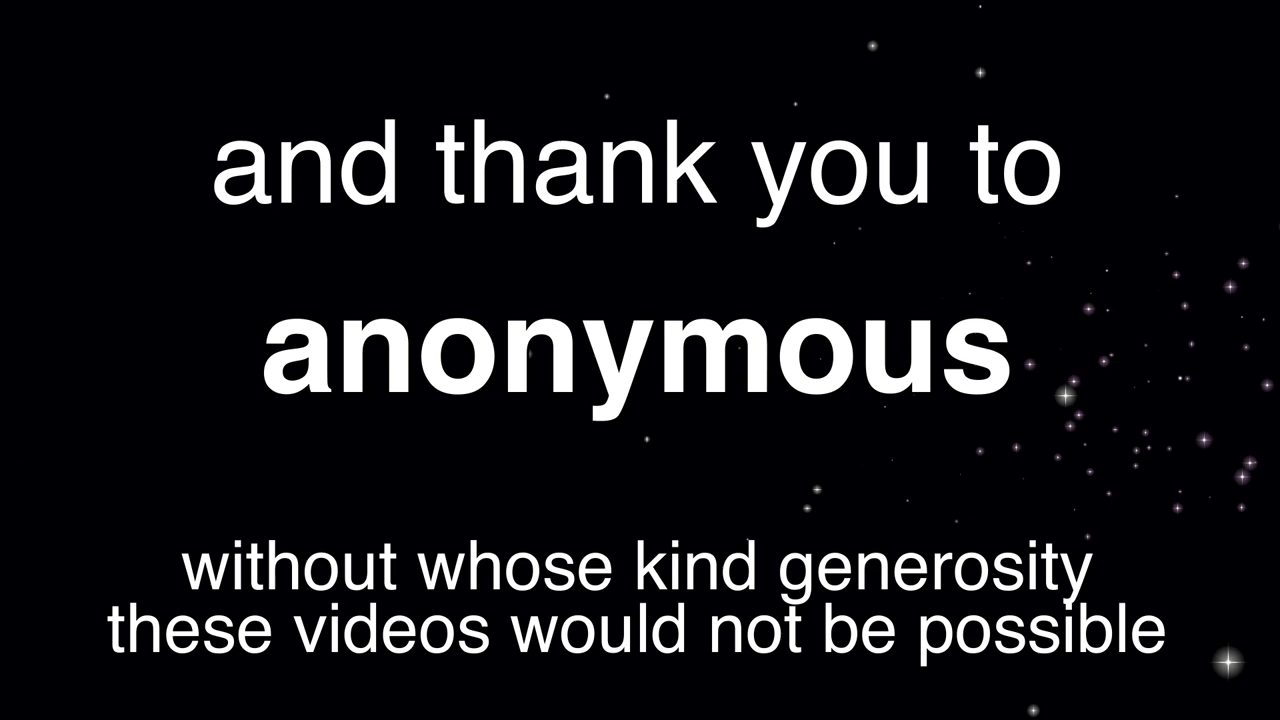 and thank you to
anonymous
without whose kind generosity
these videos would not be possible